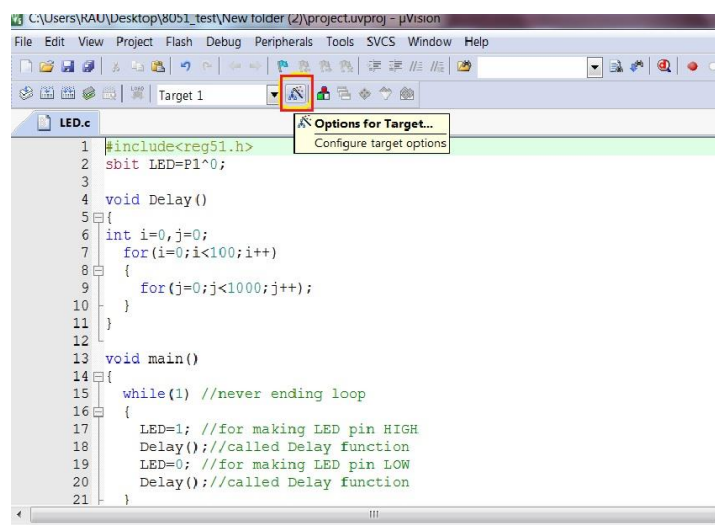 C:\Users\RAU\Desktop\8051_test\New folder (2)\project.uvproj - µVision
File Edit View Project Flash Debug Peripherals Tools SVCS Window Help
Target 1
LED.c
Options for Target...
Configure target options
1 #include<reg51.h>
2 sbit LED=P1^0;
3
4 void Delay()
5 {
6 int i=0,j=0;
7 for(i=0;i<100;i++)
8 {
9 for(j=0;j<1000;j++);
10 }
11 }
12
13 void main()
14 {
15 while(1) //never ending loop
16 {
17 LED=1; //for making LED pin HIGH
18 Delay();//called Delay function
19 LED=0; //for making LED pin LOW
20 Delay();//called Delay function
21 }